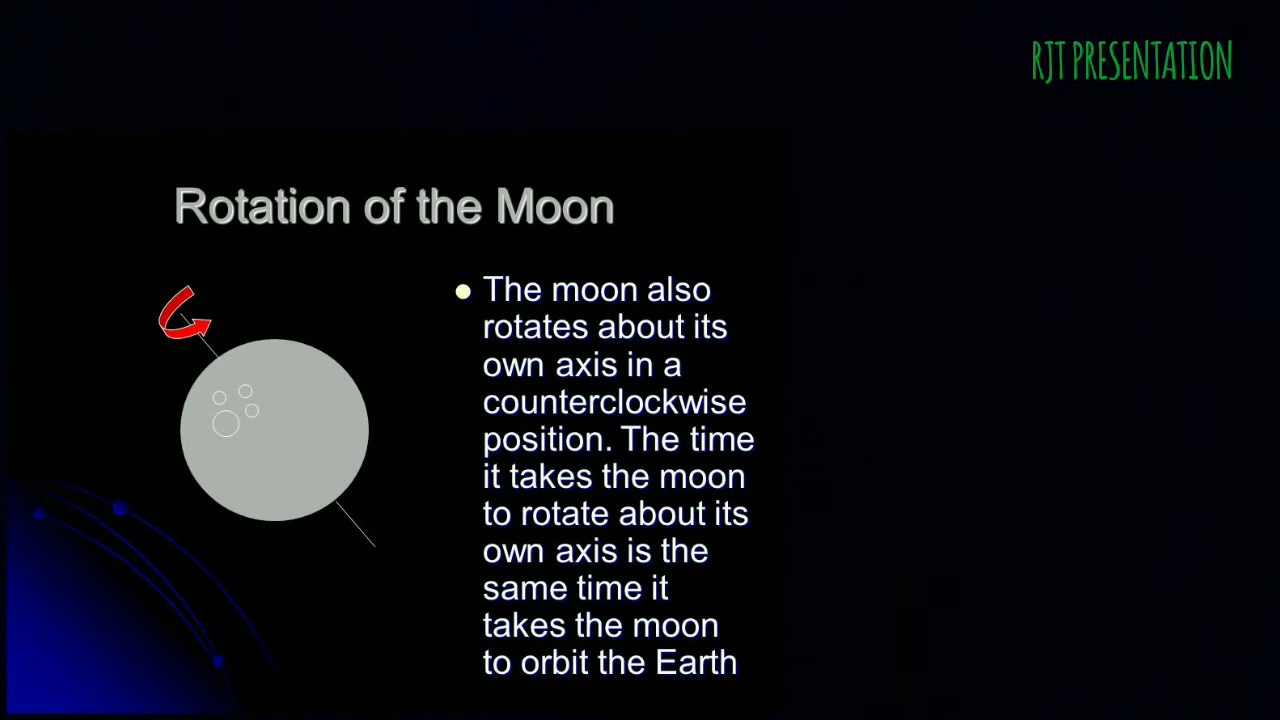 RJT PRESENTATION
Rotation of the Moon
The moon also
rotates about its
own axis in a
counterclockwise
position. The time
it takes the moon
to rotate about its
own axis is the
same time it
takes the moon
to orbit the Earth